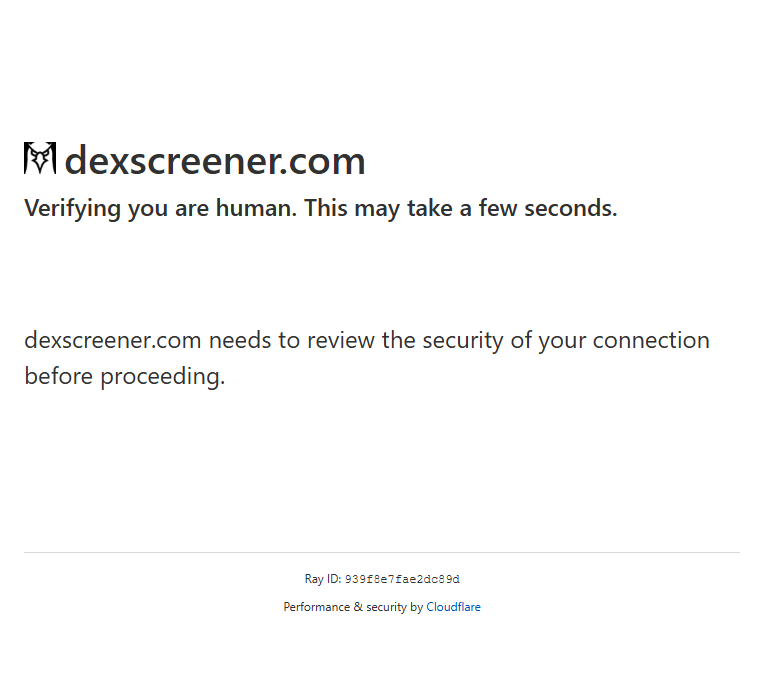 dexscreener.com
Verifying you are human. This may take a few seconds.
dexscreener.com needs to review the security of your connection
before proceeding.
Ray ID: 939f8e7fae2dc89d
Performance & security by Cloudflare